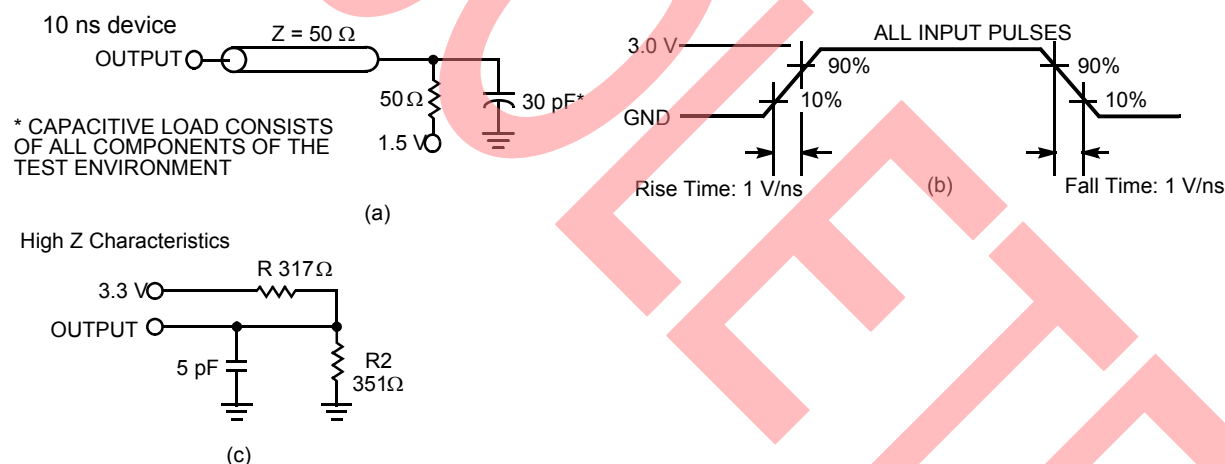 10 ns device
OUTPUT
Z = 50 Ω
50 Ω
30 pF*
1.5 V
* CAPACITIVE LOAD CONSISTS
OF ALL COMPONENTS OF THE
TEST ENVIRONMENT
(a)
ALL INPUT PULSES
3.0 V
90%
90%
10%
10%
GND
Rise Time: 1 V/ns
(b)
Fall Time: 1 V/ns
High Z Characteristics
R 317Ω
3.3 V
OUTPUT
5 pF
R2
351Ω
(c)